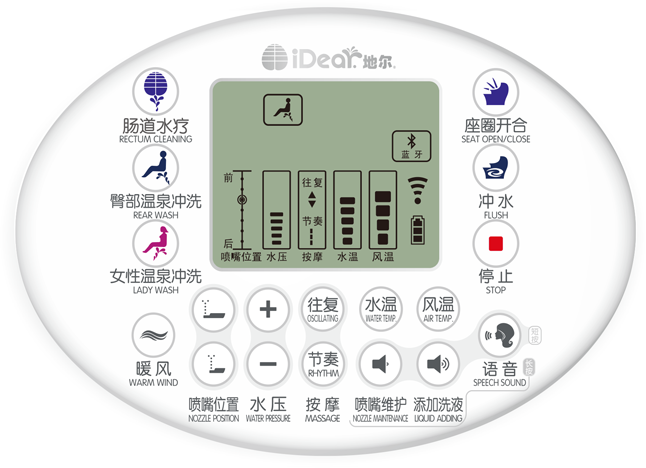 iDear.地尔
肠道水疗
RECTUM CLEANING
座圈开合
SEAT OPEN/CLOSE
蓝牙
臀部温泉冲洗
REAR WASH
冲水
FLUSH
前
往复
节奏
后
喷嘴位置 水压 按摩 水温 风温
女性温泉冲洗
LADY WASH
停止
STOP
往复
OSCILLATING
水温
WATER TEMP
风温
AIR TEMP
短按
暖风
WARM WIND
节奏
RHYTHM
语音
SPEECH SOUND
长按
喷嘴位置
NOZZLE POSITION
水压
WATER PRESSURE
按摩
MASSAGE
喷嘴维护
NOZZLE MAINTENANCE
添加洗液
LIQUID ADDING